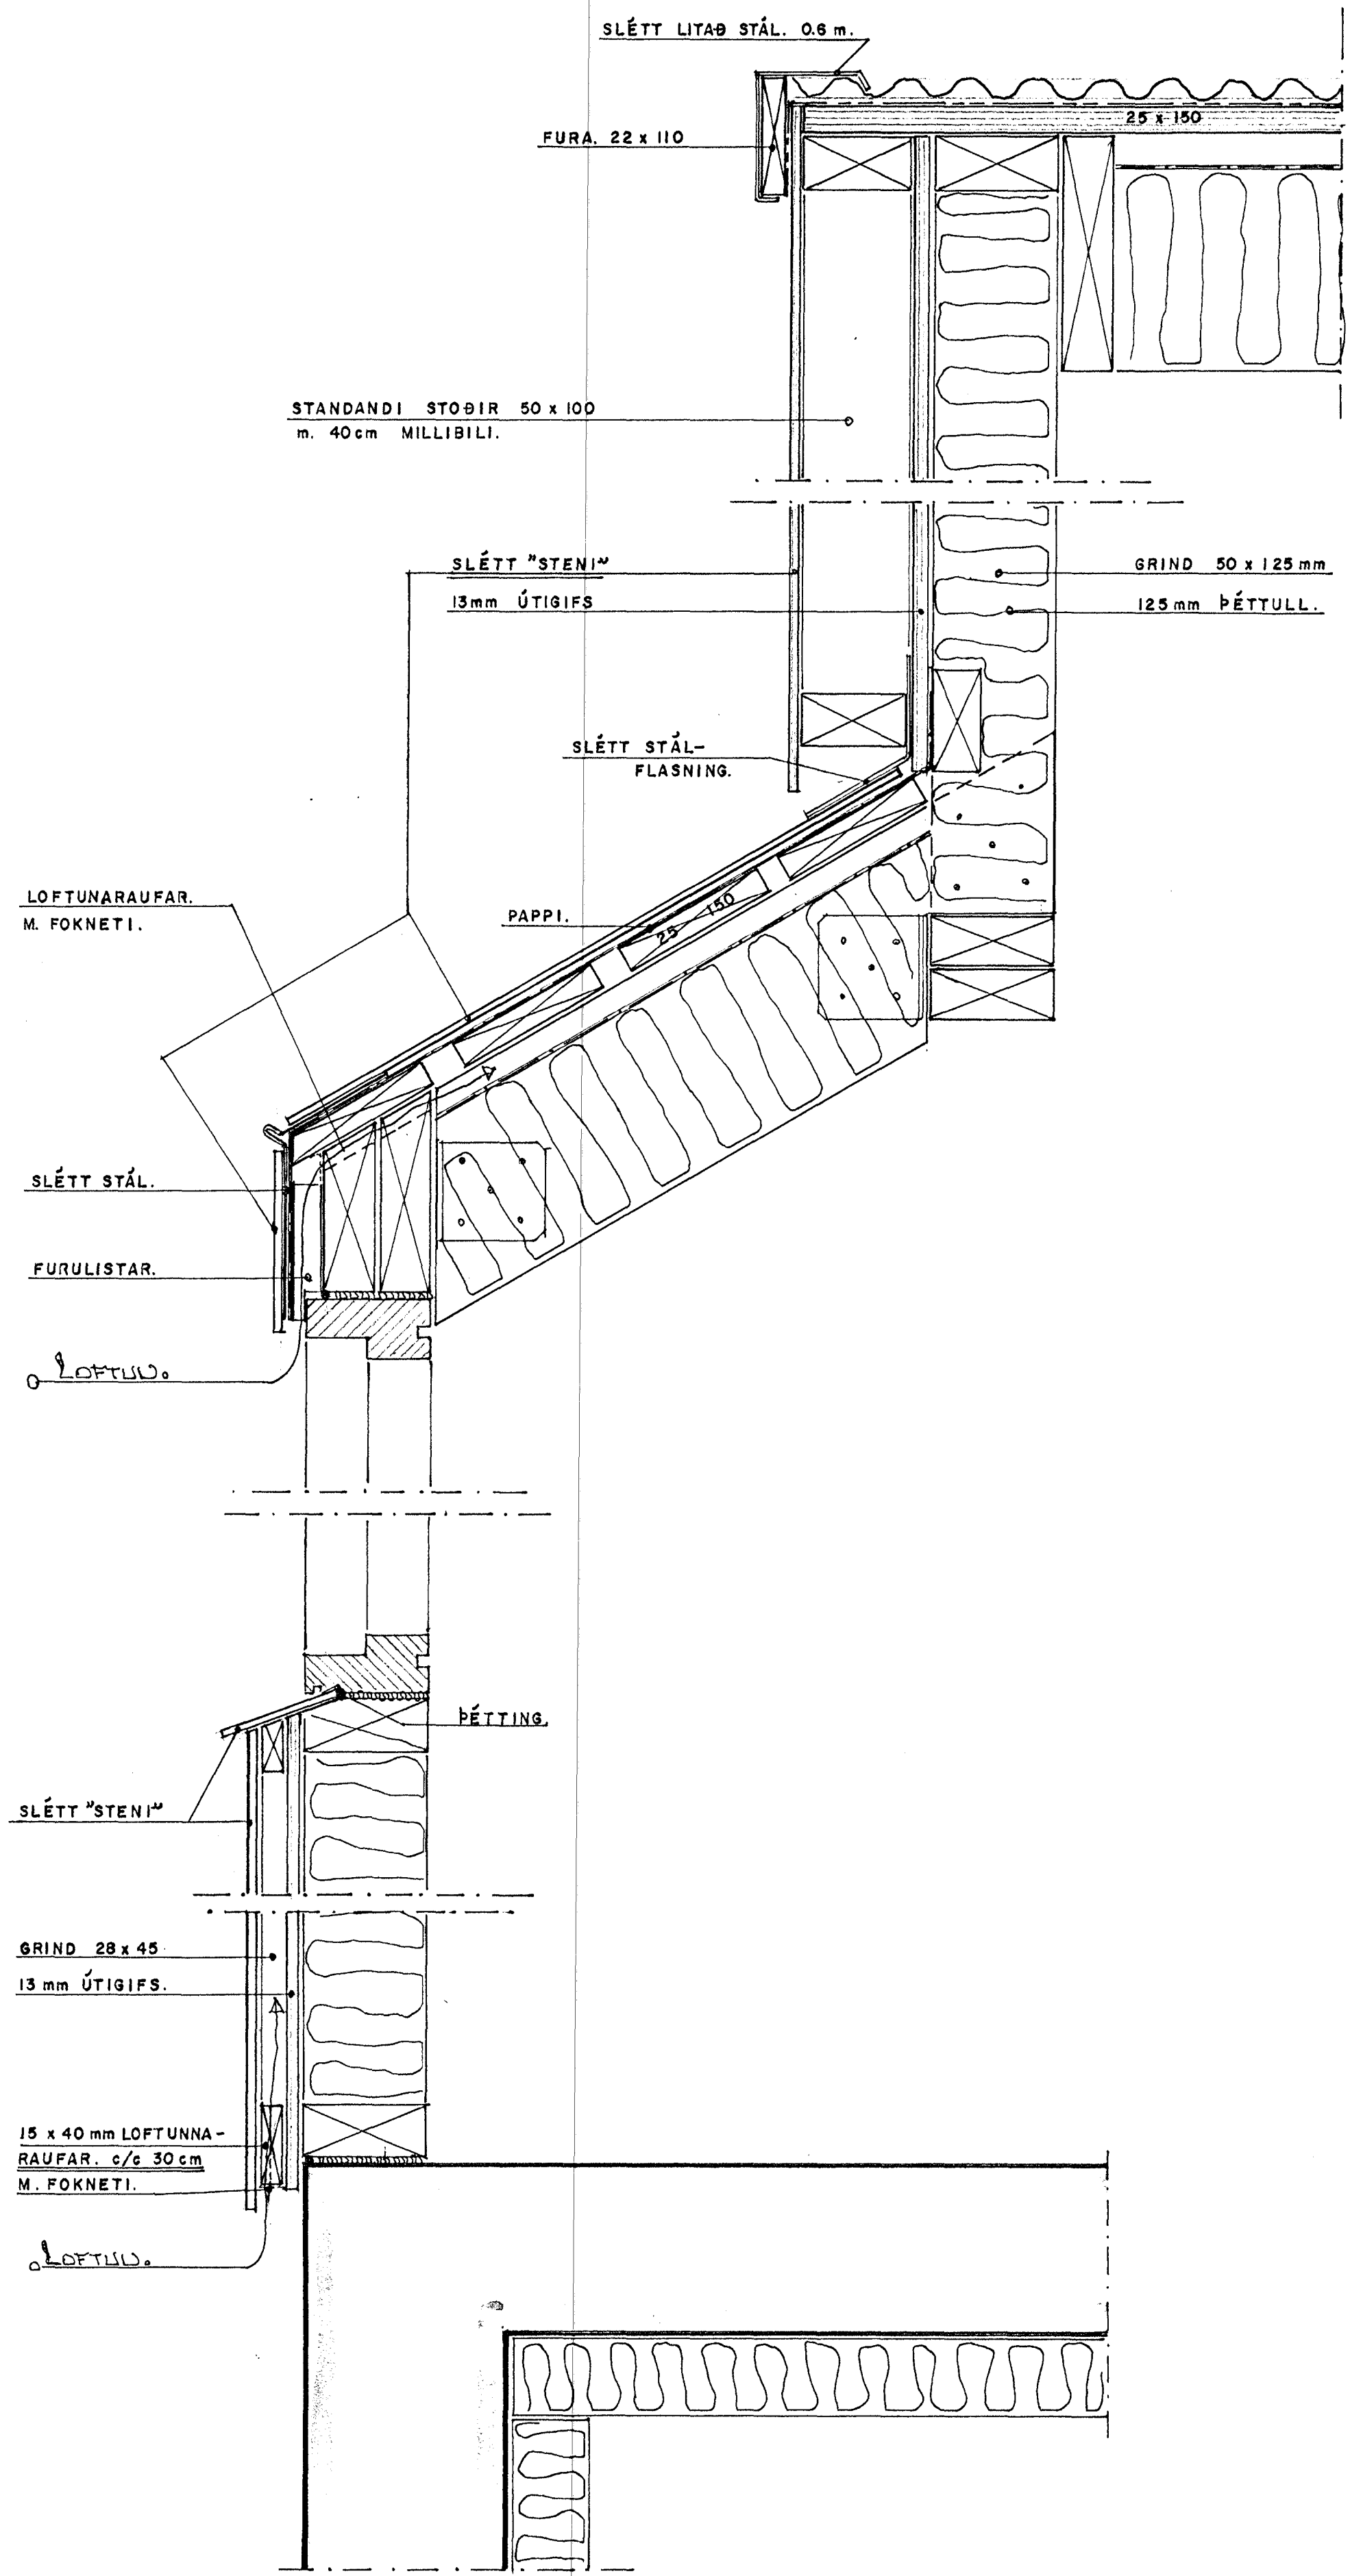 SLÉTT LITAÐ STÁL. 0.6 m.
25 x 150
FURA. 22 x 110
STANDANDI STOÐIR 50 x 100
m. 40cm MILLIBILI.
SLÉTT "STENI"
GRIND 50 x 125 mm
13mm ÚTIGIFS
125 mm ÞÉTTULL.
SLÉTT STÁL-
FLASNING.
LOFTUNARAUFAR.
M. FOKNETI.
PAPPI.
25 150
SLÉTT STÁL.
FURULISTAR.
LOFTUN.
ÞÉTTING.
SLÉTT "STENI"
GRIND 28 x 45
13 mm ÚTIGIFS.
15 x 40 mm LOFTUNNA-
RAUFAR. c/c 30 cm
M. FOKNETI.
LOFTUN.